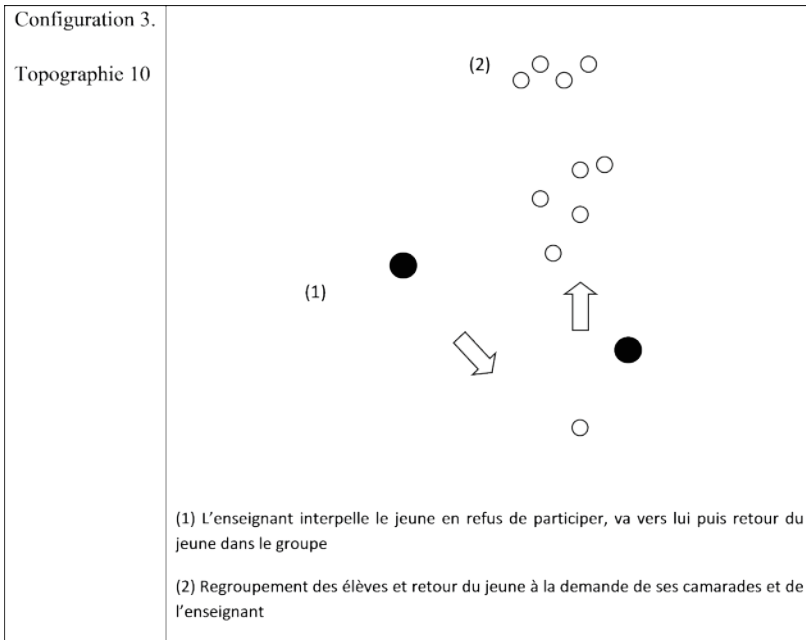 Configuration 3.
Topographie 10
(2)
(1)
(1) L’enseignant interpelle le jeune en refus de participer, va vers lui puis retour du
jeune dans le groupe
(2) Regroupement des élèves et retour du jeune à la demande de ses camarades et de
l’enseignant